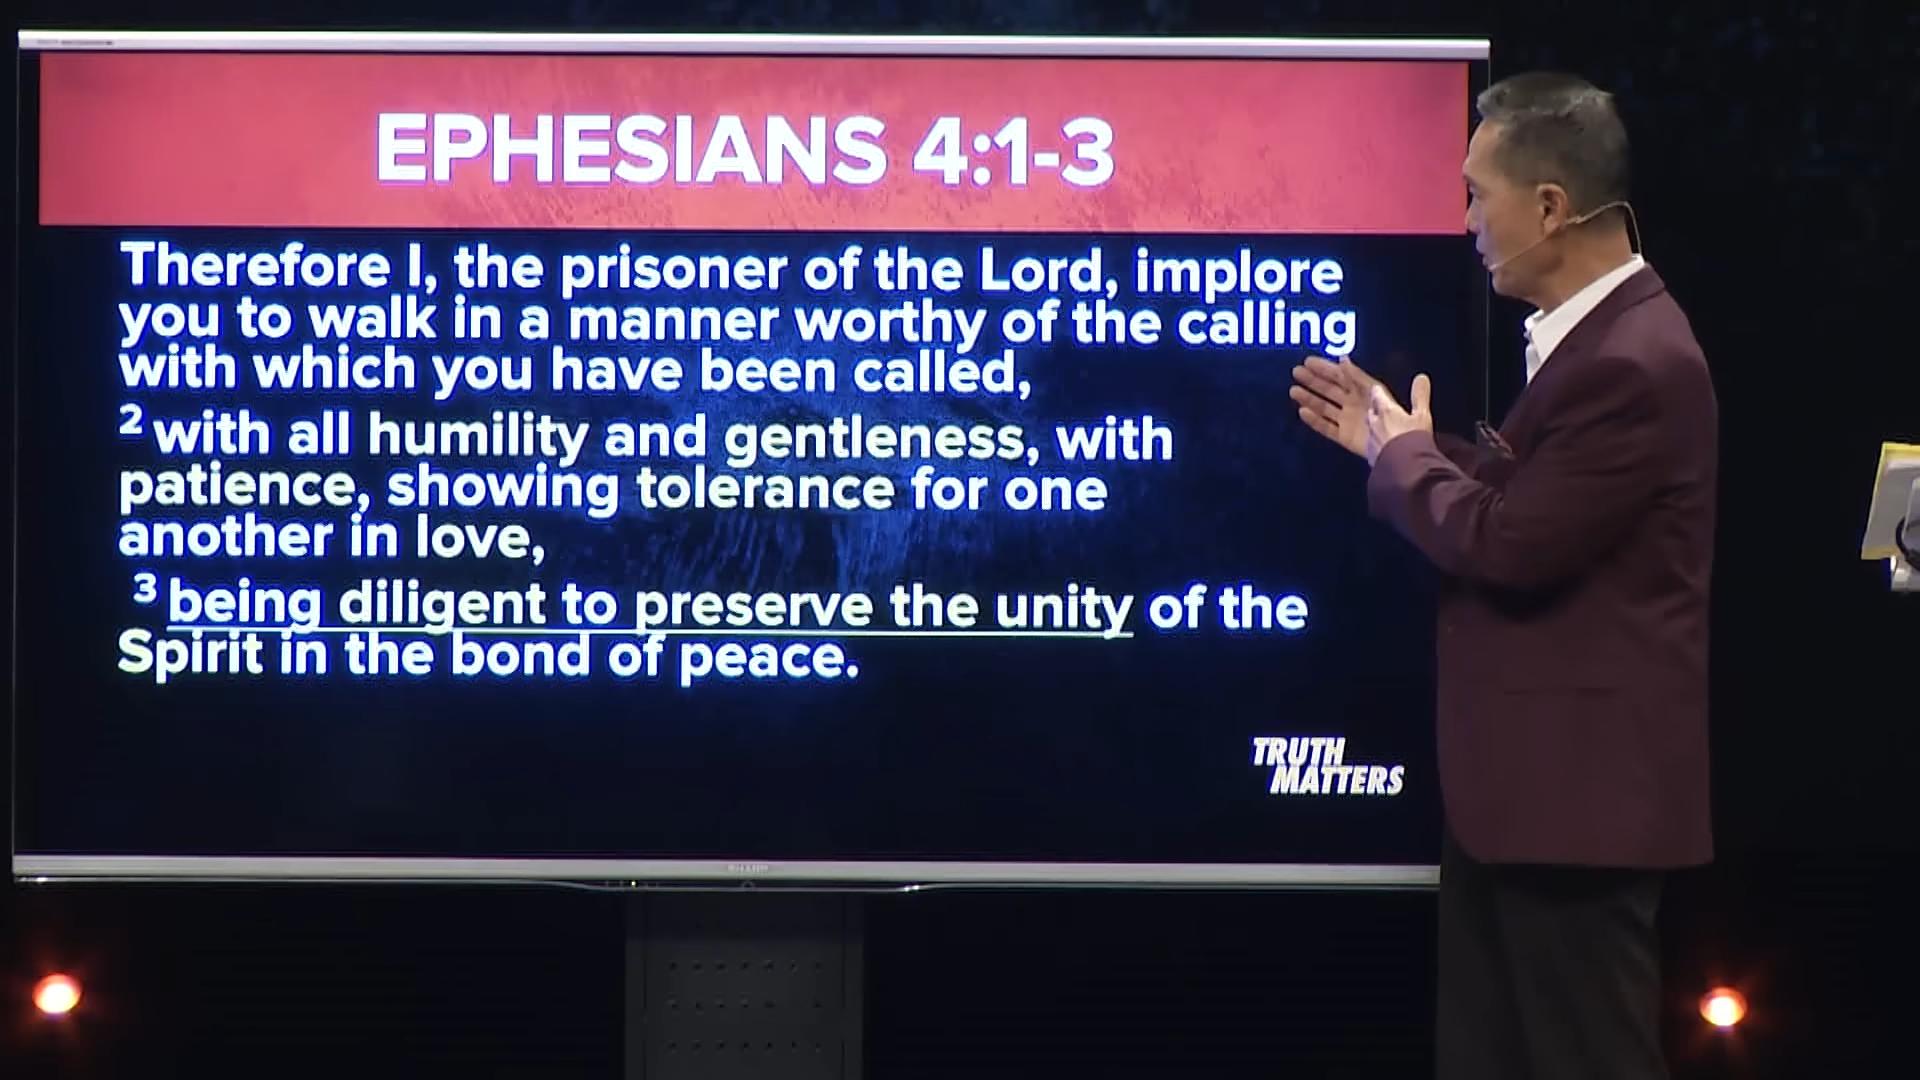 EPHESIANS 4:1-3
Therefore I, the prisoner of the Lord, implore
you to walk in a manner worthy of the calling
with which you have been called,
2 with all humility and gentleness, with
patience, showing tolerance for one
another in love,
3 being diligent to preserve the unity of the
Spirit in the bond of peace.
TRUTH
MATTERS